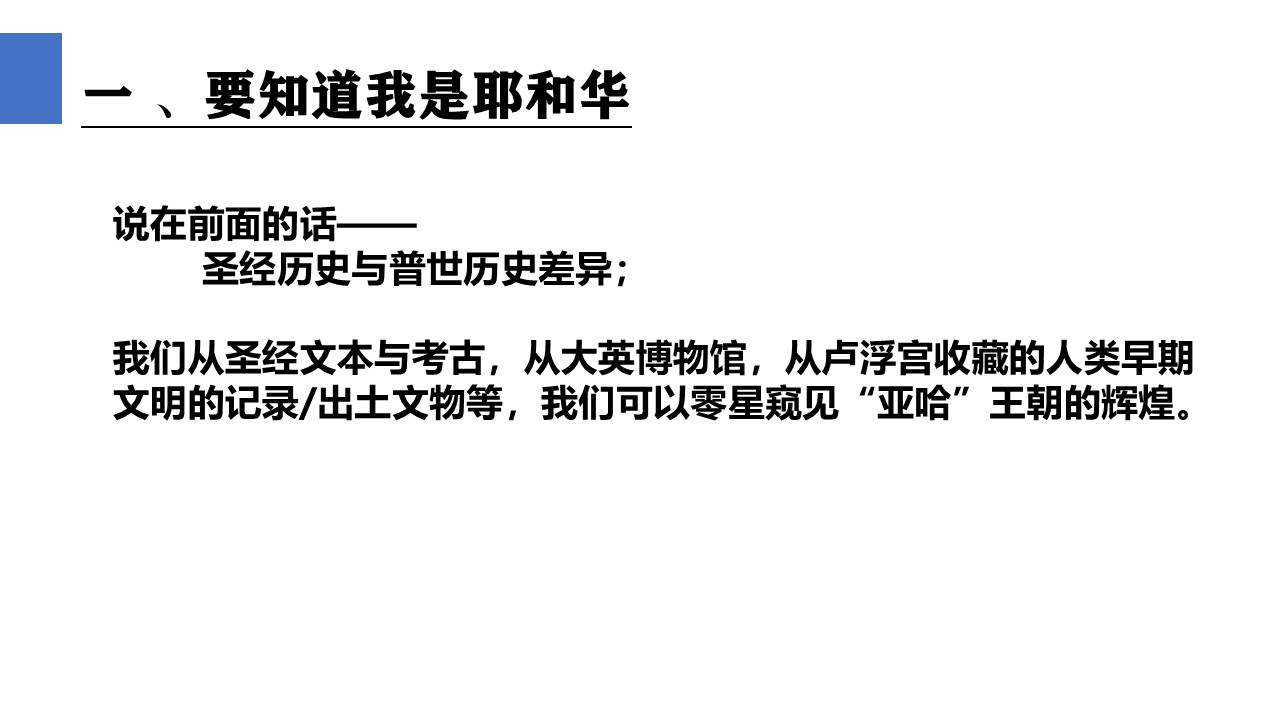 一 、要知道我是耶和华
说在前面的话——
圣经历史与普世历史差异；
我们从圣经文本与考古，从大英博物馆，从卢浮宫收藏的人类早期
文明的记录/出土文物等，我们可以零星窥见“亚哈”王朝的辉煌。